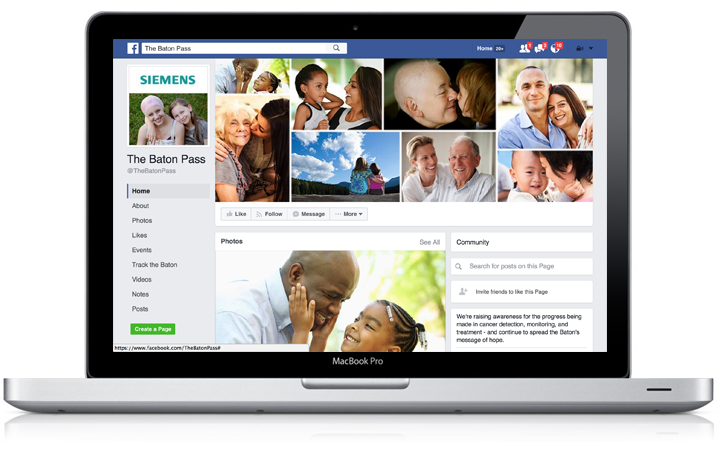 The Baton Pass
Home 20+
SIEMENS
The Baton Pass
@TheBatonPass
Home
About
Photos
Likes
Events
Track the Baton
Videos
Notes
Posts
Create a Page
Like
Follow
Message
More
Photos
See All
Community
Search for posts on this Page
Invite friends to like this Page
We're raising awareness for the progress being
made in cancer detection, monitoring, and
treatment - and continue to spread the Baton's
message of hope.
https://www.facebook.com/TheBatonPass#
MacBook Pro